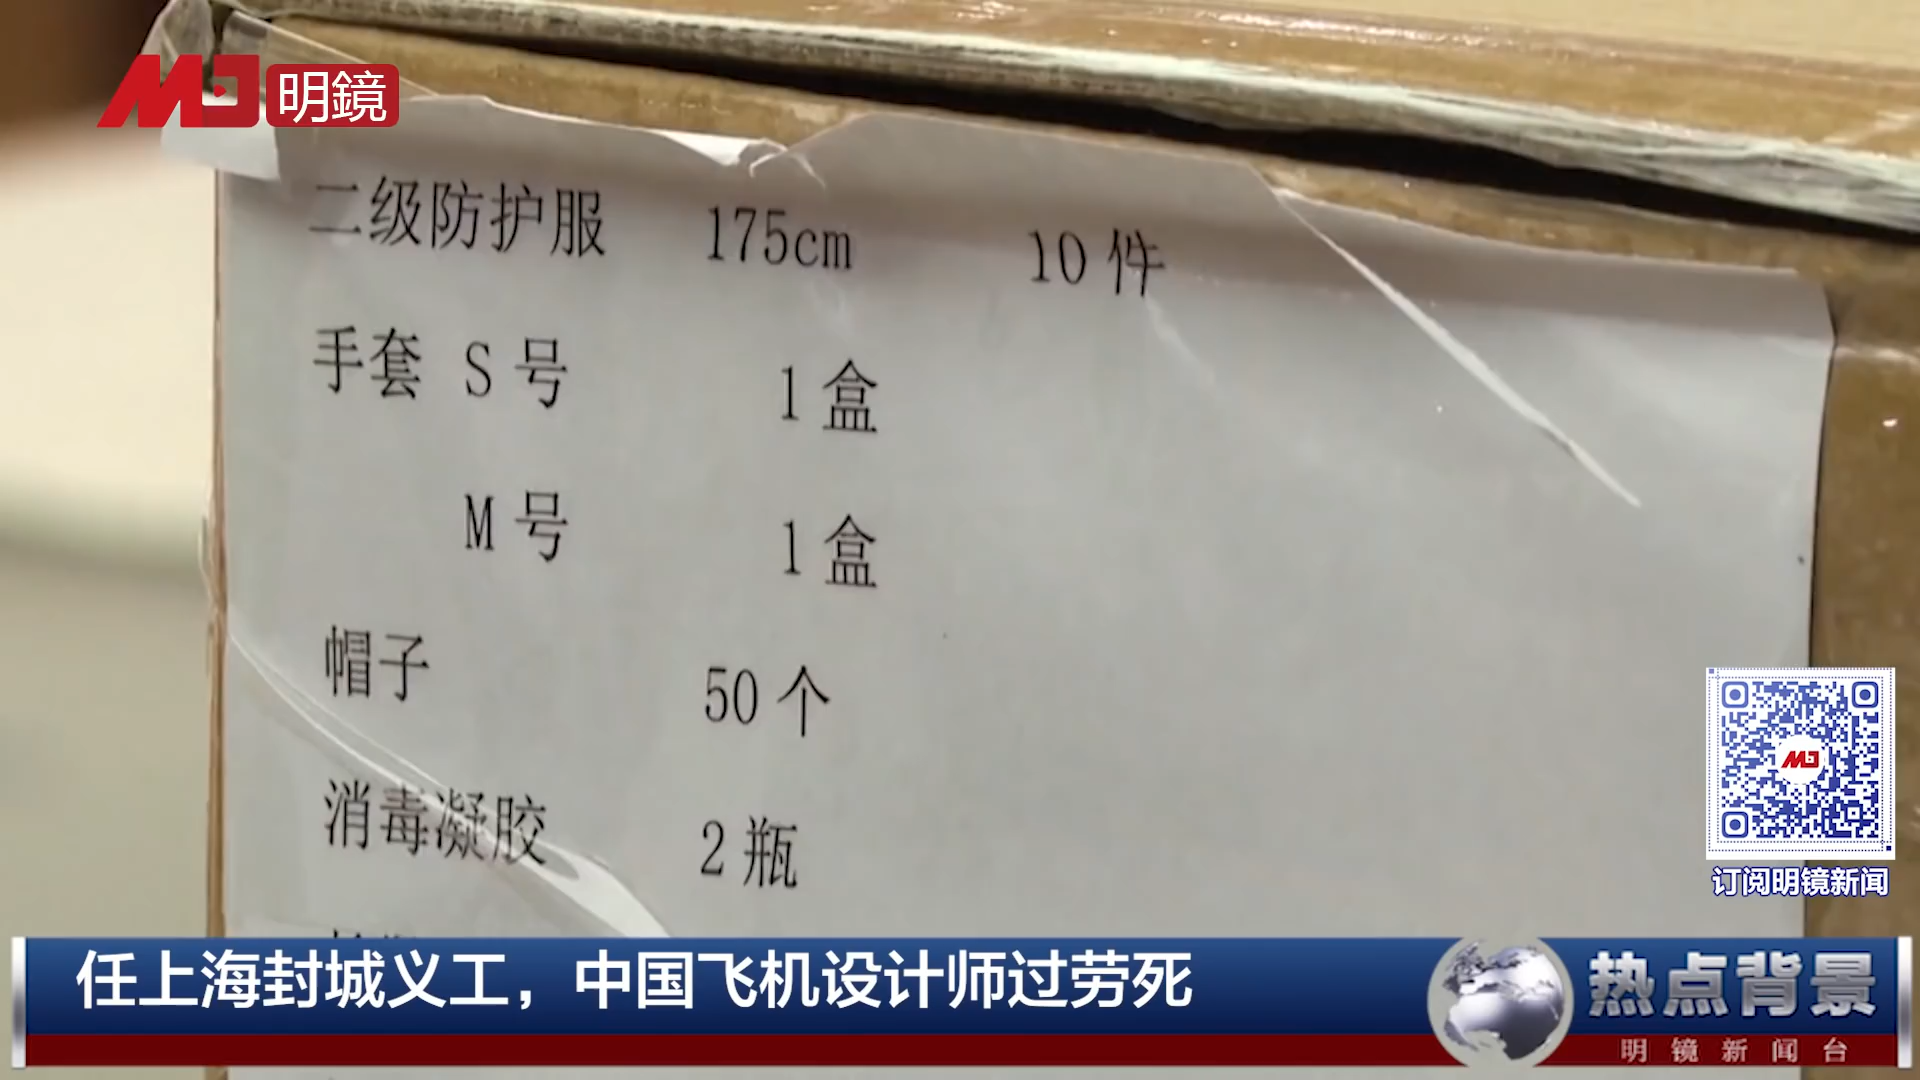 明鏡
二级防护服 175cm 10件
手套 S号 1盒
M号 1盒
帽子 50个
消毒凝胶 2瓶
订阅明镜新闻
任上海封城义工，中国飞机设计师过劳死
热点背景
明镜新闻台